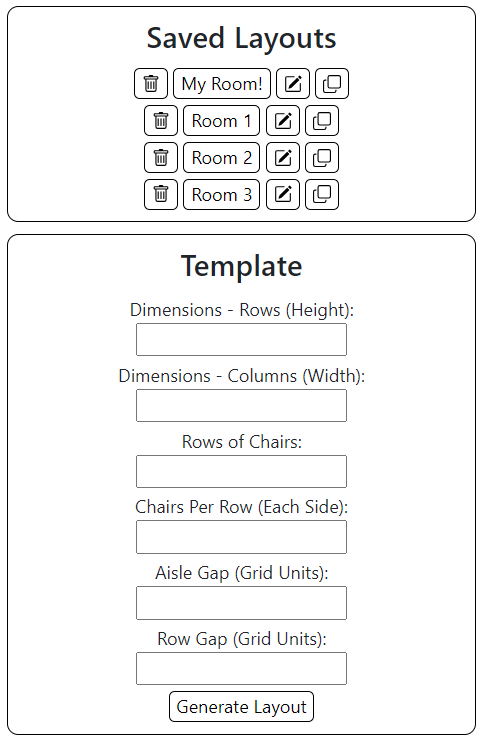 Saved Layouts
My Room!
Room 1
Room 2
Room 3
Template
Dimensions - Rows (Height):
Dimensions - Columns (Width):
Rows of Chairs:
Chairs Per Row (Each Side):
Aisle Gap (Grid Units):
Row Gap (Grid Units):
Generate Layout